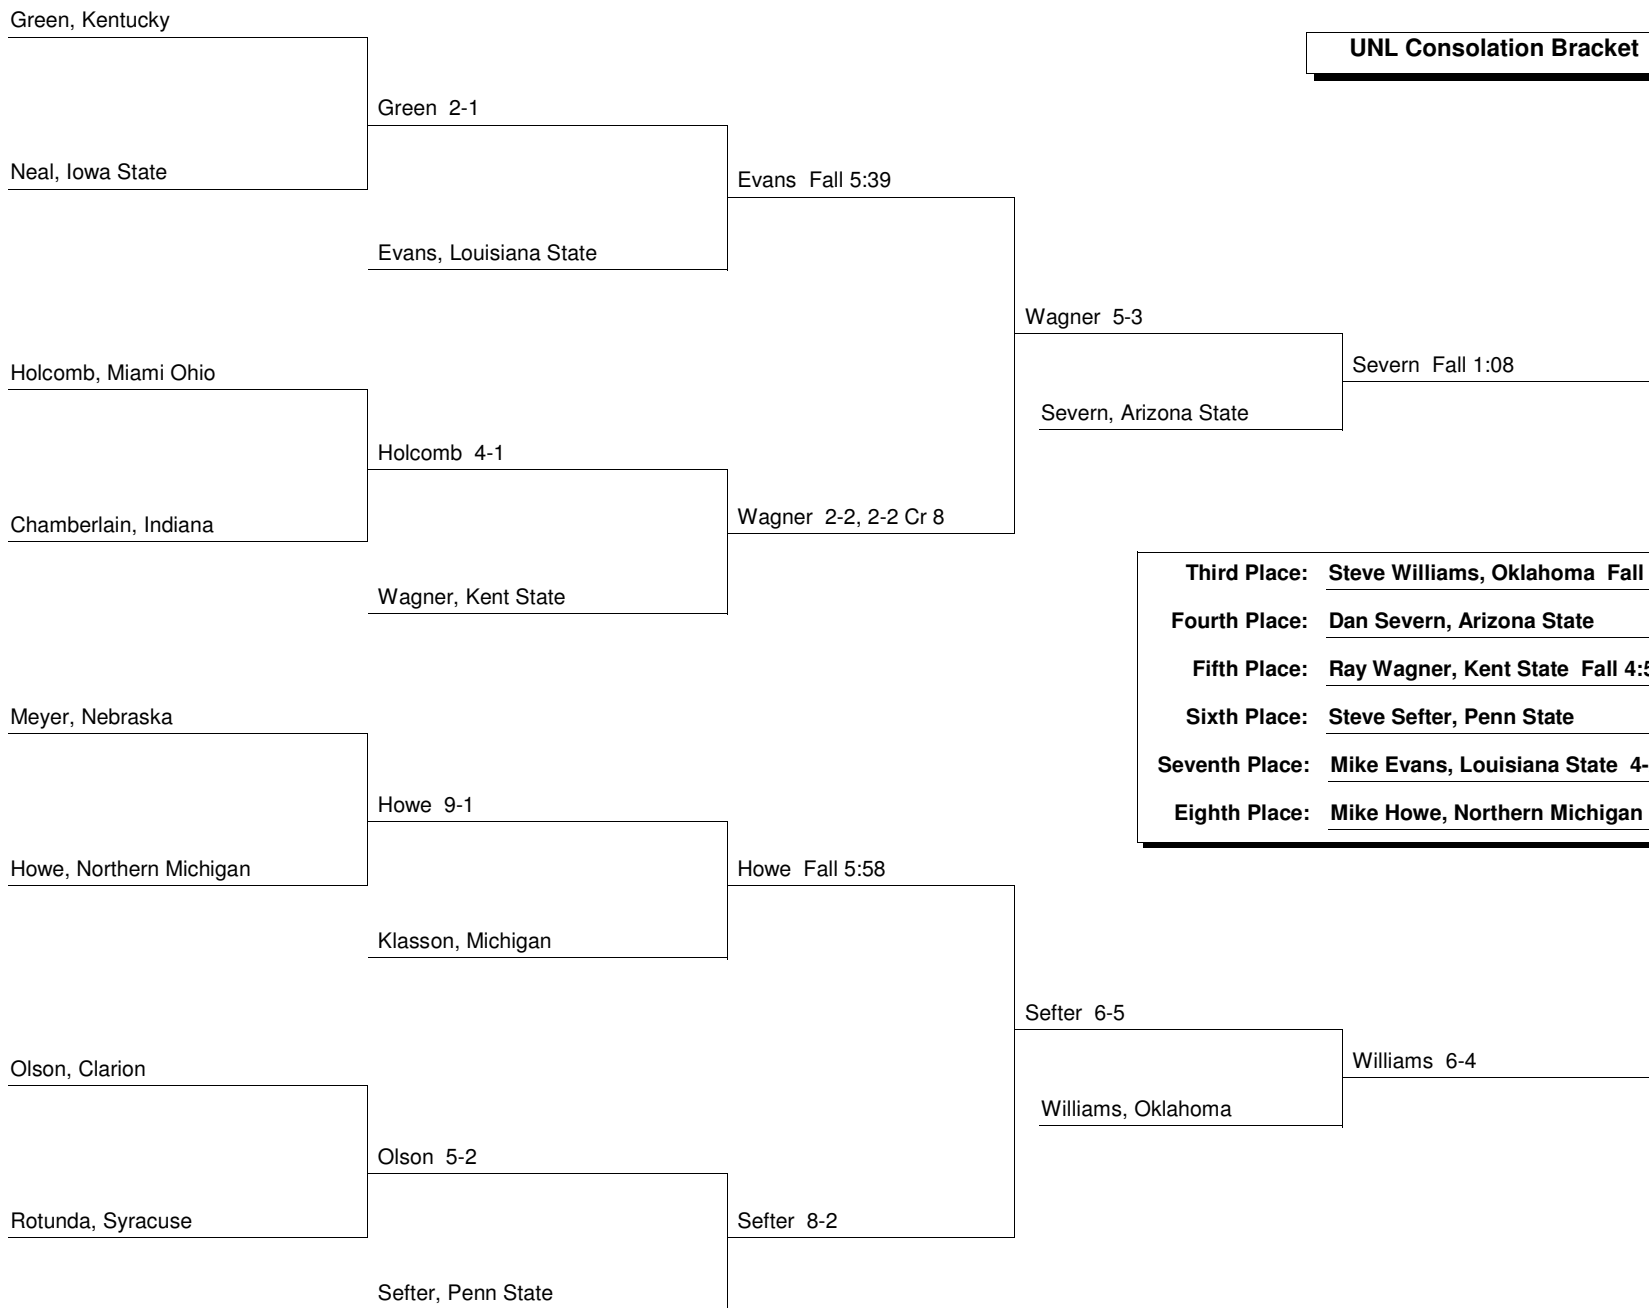 Green, Kentucky
UNL Consolation Bracket
Green 2-1
Neal, Iowa State
Evans Fall 5:39
Evans, Louisiana State
Wagner 5-3
Holcomb, Miami Ohio
Severn Fall 1:08
Severn, Arizona State
Holcomb 4-1
Chamberlain, Indiana
Wagner 2-2, 2-2 Cr 8
Wagner, Kent State
Third Place: Steve Williams, Oklahoma Fall
Fourth Place: Dan Severn, Arizona State
Fifth Place: Ray Wagner, Kent State Fall
Sixth Place: Steve Sefter, Penn State
Seventh Place: Mike Evans, Louisiana State 4-
Eighth Place: Mike Howe, Northern Michigan
Meyer, Nebraska
Howe 9-1
Howe, Northern Michigan
Howe Fall 5:58
Klasson, Michigan
Sefter 6-5
Olson, Clarion
Williams 6-4
Williams, Oklahoma
Olson 5-2
Rotunda, Syracuse
Sefter 8-2
Sefter, Penn State